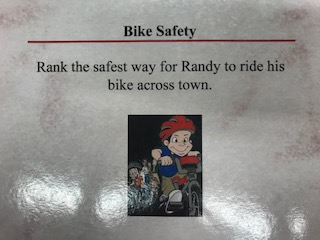 Bike Safety
Rank the safest way for Randy to ride his
bike across town.